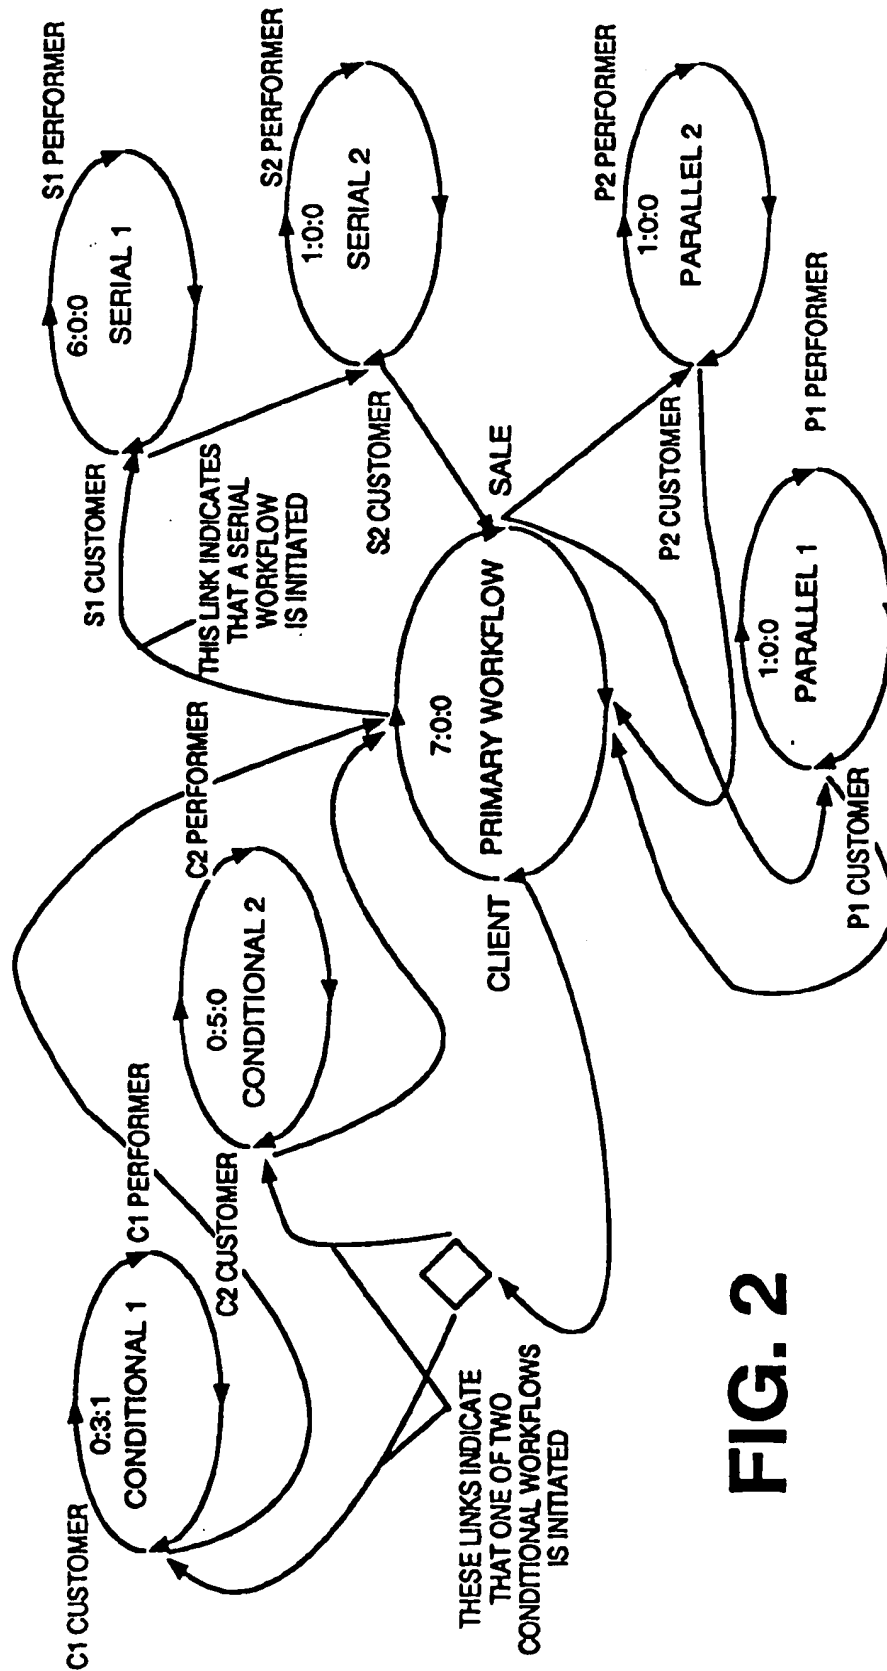 C1 CUSTOMER
0:3:1
CONDITIONAL 1
C1 PERFORMER
C2 CUSTOMER
0:5:0
CONDITIONAL 2
C2 PERFORMER
THIS LINK INDICATES
THAT A SERIAL
WORKFLOW
IS INITIATED
S1 CUSTOMER
6:0:0
SERIAL 1
S1 PERFORMER
S2 CUSTOMER
1:0:0
SERIAL 2
S2 PERFORMER
THESE LINKS INDICATE
THAT ONE OF TWO
CONDITIONAL WORKFLOWS
IS INITIATED
CLIENT
7:0:0
PRIMARY WORKFLOW
SALE
P2 CUSTOMER
1:0:0
PARALLEL 2
P2 PERFORMER
P1 CUSTOMER
1:0:0
PARALLEL 1
P1 PERFORMER
FIG. 2